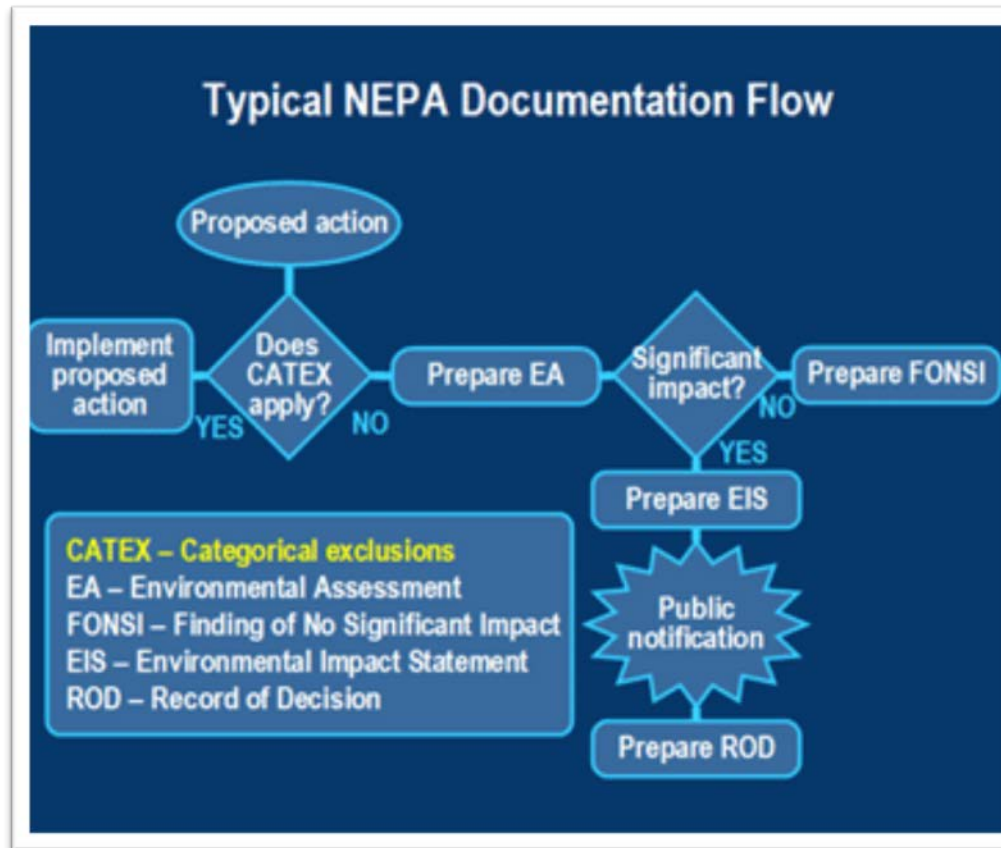 Typical NEPA Documentation Flow
Proposed action
Implement
proposed
action
YES
Does
CATEX
apply?
NO
Prepare EA
Significant
impact?
NO
Prepare FONSI
YES
Prepare EIS
Public
notification
Prepare ROD
CATEX – Categorical exclusions
EA – Environmental Assessment
FONSI – Finding of No Significant Impact
EIS – Environmental Impact Statement
ROD – Record of Decision